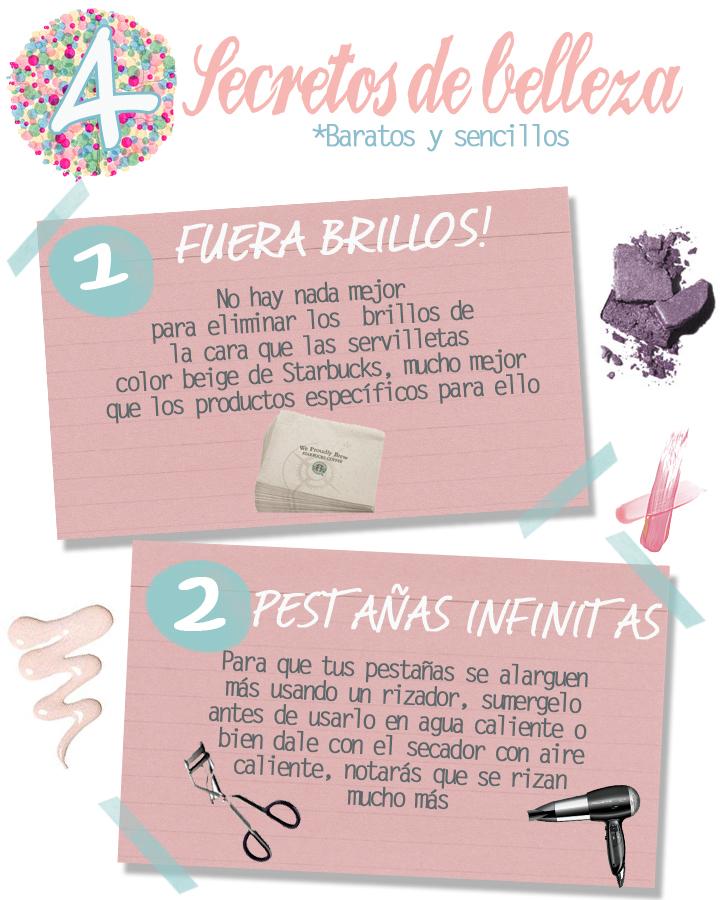 4 Secretos de belleza
*Baratos y sencillos
1 FUERA BRILLOS!
No hay nada mejor
para eliminar los brillos de
la cara que las servilletas
color beige de Starbucks, mucho mejor
que los productos específicos para ello
We Proudly Brew
STARBUCKS COFFEE
2 PESTAÑAS INFINITAS
Para que tus pestañas se alarguen
más usando un rizador, sumergelo
antes de usarlo en agua caliente o
bien dale con el secador con aire
caliente, notarás que se rizan
mucho más